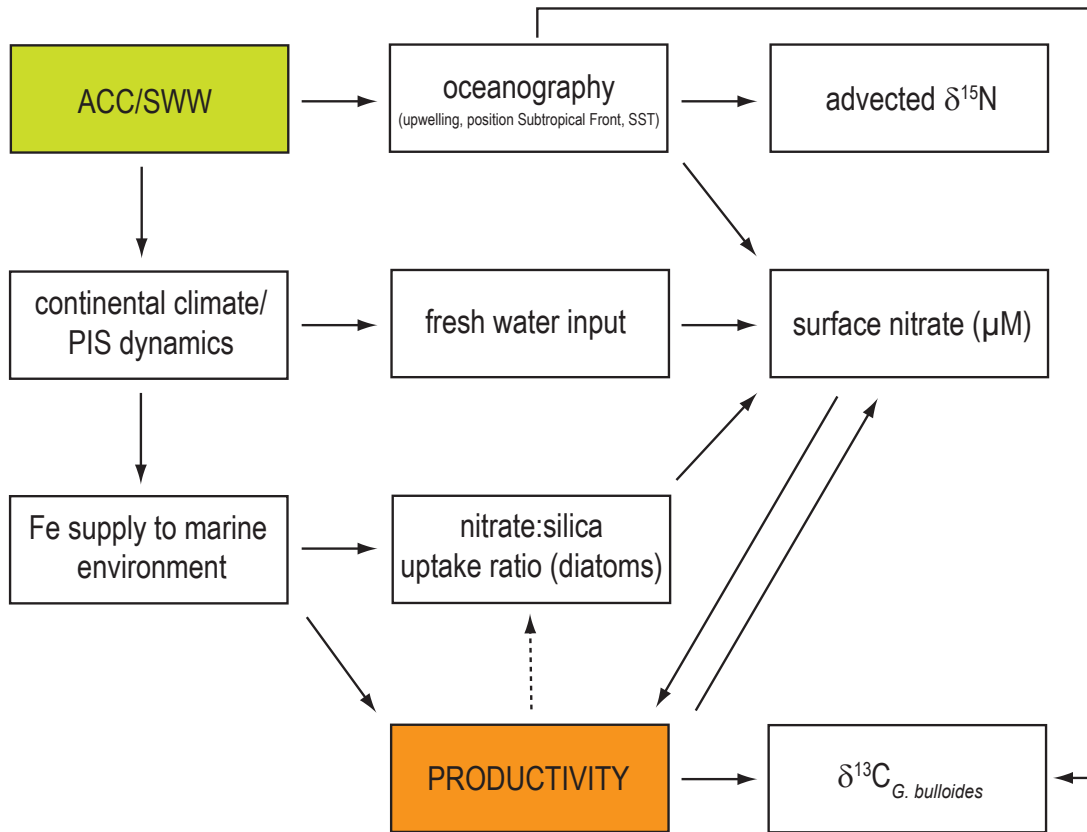 ACC/SWW
oceanography
(upwelling, position Subtropical Front, SST)
advected δ¹⁵N
continental climate/
PIS dynamics
fresh water input
surface nitrate (µM)
Fe supply to marine
environment
nitrate:silica
uptake ratio (diatoms)
PRODUCTIVITY
δ¹³C G. bulloides